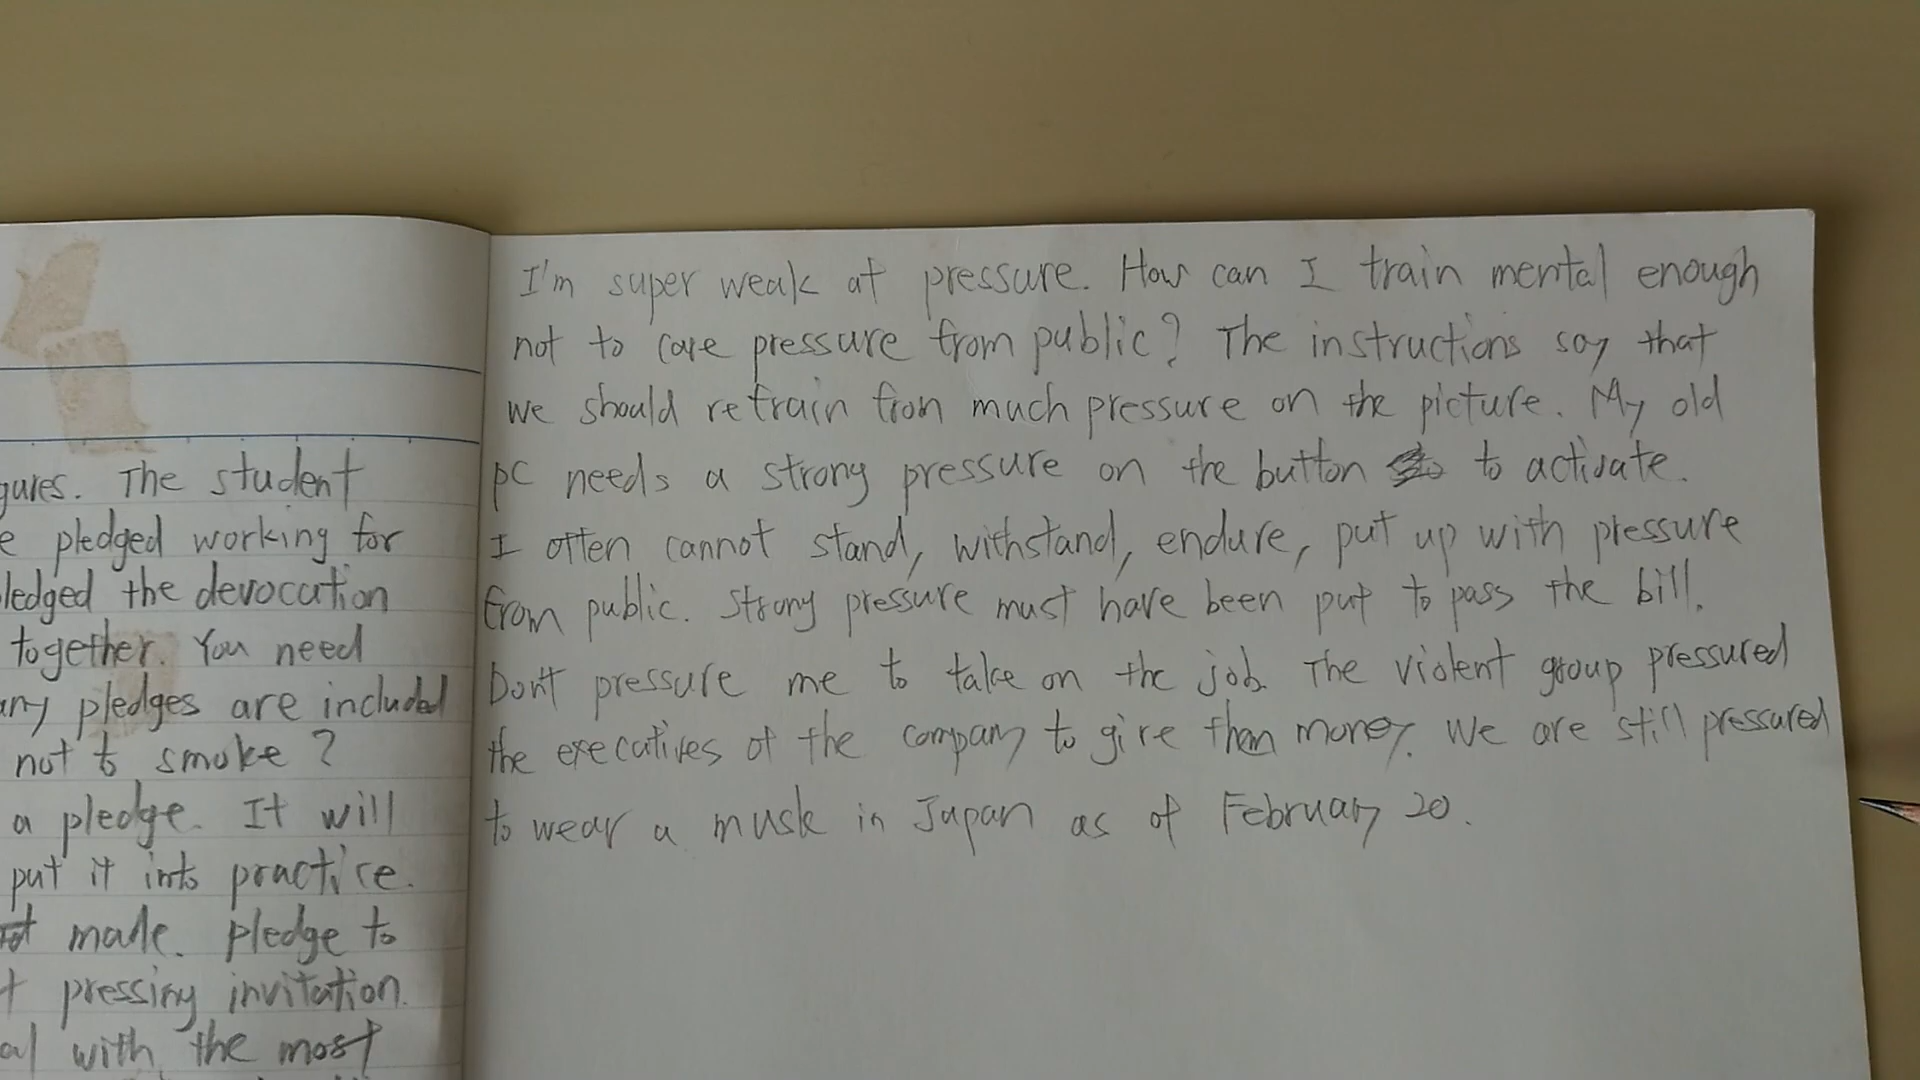 gures. The student
e pledged working for
ledged the devocation
together. You need
any pledges are included
not to smoke?
a pledge. It will
put it into practice.
not made. pledge to
t pressing invitation.
al with the most
I'm super weak at pressure. How can I train mental enough
not to care pressure from public? The instructions say that
we should refrain from much pressure on the picture. My old
pc needs a strong pressure on the button to activate.
I often cannot stand, withstand, endure, put up with pressure
from public. Strong pressure must have been put to pass the bill.
Don't pressure me to take on the job. The violent group pressured
the executives of the company to give them money. We are still pressured
to wear a musk in Japan as of February 20.